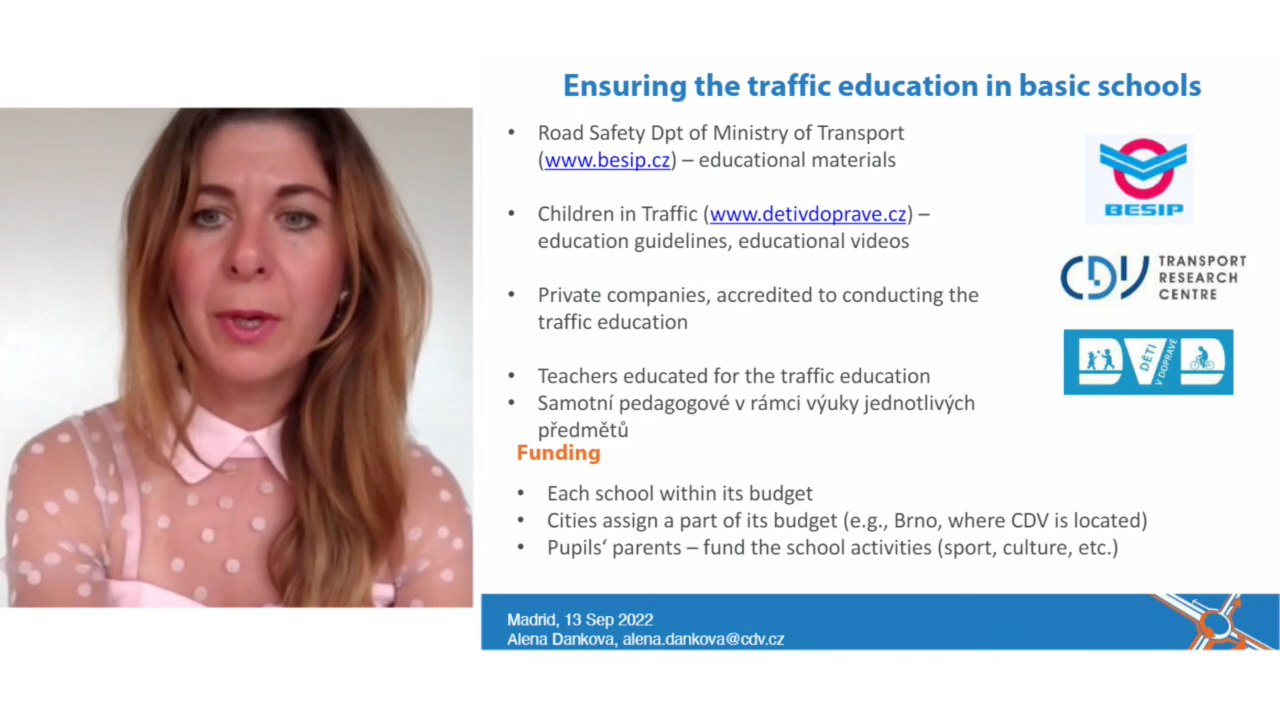 Ensuring the traffic education in basic schools
• Road Safety Dpt of Ministry of Transport
(www.besip.cz) – educational materials
• Children in Traffic (www.detivdoprave.cz) –
education guidelines, educational videos
• Private companies, accredited to conducting the
traffic education
• Teachers educated for the traffic education
• Samotní pedagogové v rámci výuky jednotlivých
předmětů
BESIP
CDV TRANSPORT
RESEARCH
CENTRE
DVD
DĚTI
V DOPRAVĚ
Funding
• Each school within its budget
• Cities assign a part of its budget (e.g., Brno, where CDV is located)
• Pupils‘ parents – fund the school activities (sport, culture, etc.)
Madrid, 13 Sep 2022
Alena Dankova, alena.dankova@cdv.cz